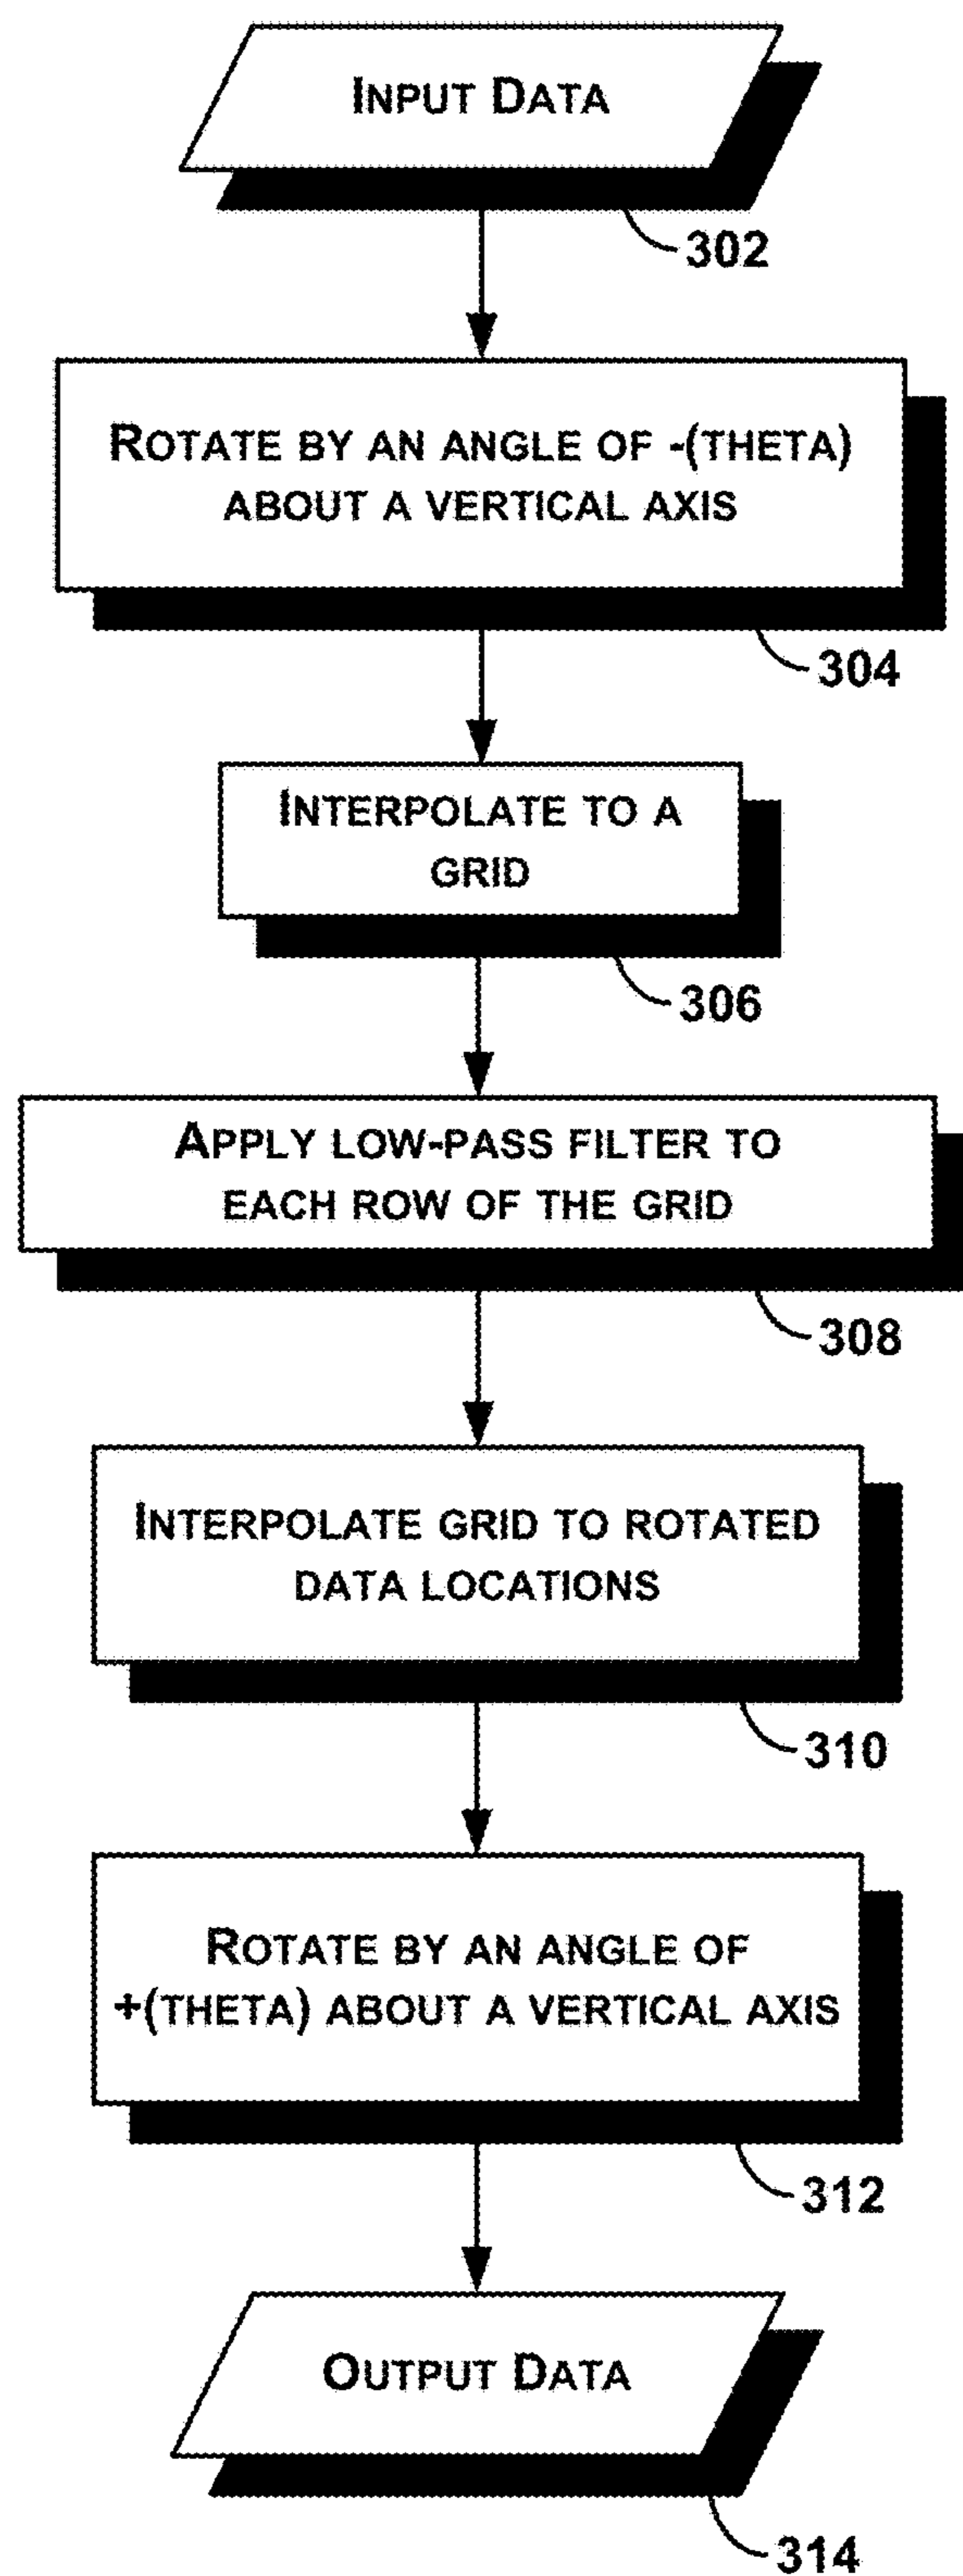 INPUT DATA
302
ROTATE BY AN ANGLE OF -(THETA)
ABOUT A VERTICAL AXIS
304
INTERPOLATE TO A
GRID
306
APPLY LOW-PASS FILTER TO
EACH ROW OF THE GRID
308
INTERPOLATE GRID TO ROTATED
DATA LOCATIONS
310
ROTATE BY AN ANGLE OF
+(THETA) ABOUT A VERTICAL AXIS
312
OUTPUT DATA
314